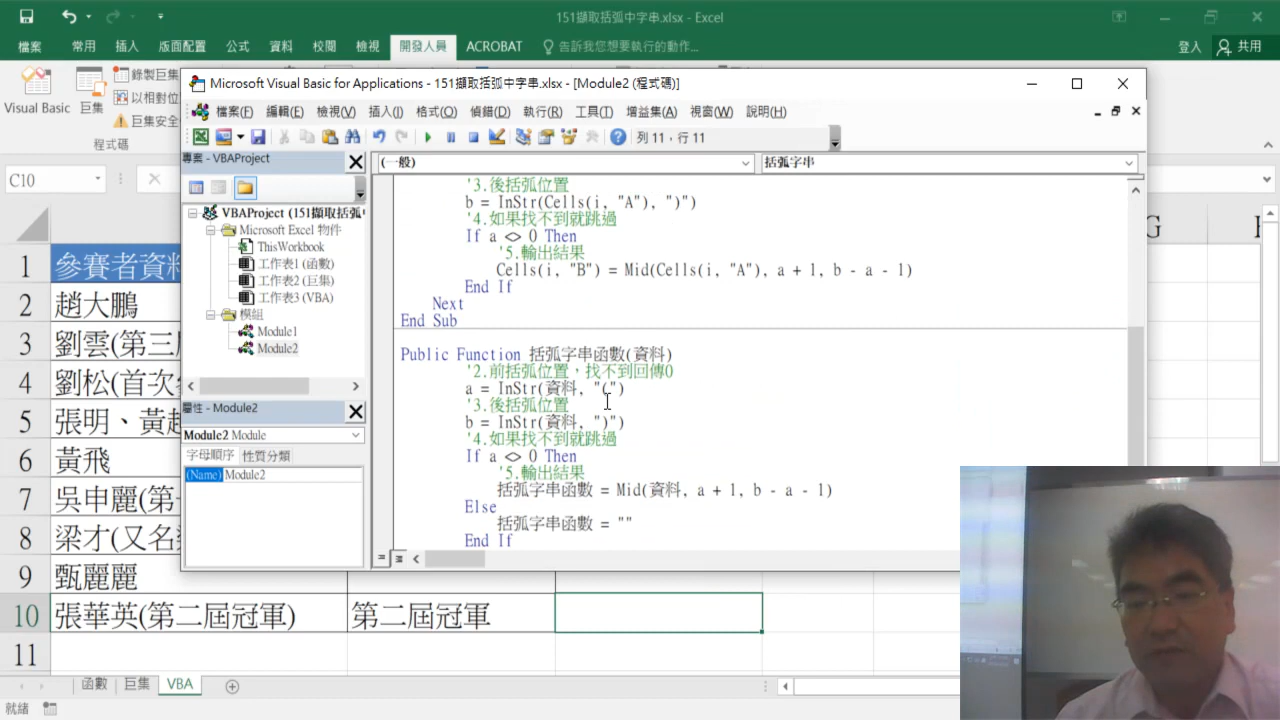 151擷取括弧中字串.xlsx - Excel
檔案 常用 插入 版面配置 公式 資料 校閱 檢視 開發人員 ACROBAT 告訴我您想要執行的動作... 登入 共用
Visual Basic 巨集 錄製巨集
以相對位
巨集安全
程式碼
Microsoft Visual Basic for Applications - 151擷取括弧中字串.xlsx - [Module2 (程式碼)]
檔案(F) 編輯(E) 檢視(V) 插入(I) 格式(O) 偵錯(D) 執行(R) 工具(T) 增益集(A) 視窗(W) 說明(H)
列 11，行 11
專案 - VBAProject
VBAProject (151擷取括弧
Microsoft Excel 物件
ThisWorkbook
工作表1 (函數)
工作表2 (巨集)
工作表3 (VBA)
模組
Module1
Module2
屬性 - Module2
Module2 Module
字母順序 性質分類
(Name) Module2
(一般) 括弧字串
'3.後括弧位置
b = InStr(Cells(i, "A"), ")")
'4.如果找不到就跳過
If a <> 0 Then
'5.輸出結果
Cells(i, "B") = Mid(Cells(i, "A"), a + 1, b - a - 1)
End If
Next
End Sub
Public Function 括弧字串函數(資料)
'2.前括弧位置，找不到回傳0
a = InStr(資料, "(")
'3.後括弧位置
b = InStr(資料, ")")
'4.如果找不到就跳過
If a <> 0 Then
'5.輸出結果
括弧字串函數 = Mid(資料, a + 1, b - a - 1)
Else
括弧字串函數 = ""
End If
C10
G
1 參賽者資料
2 趙大鵬
3 劉雲(第三
4 劉松(首次
5 張明、黃
6 黃飛
7 吳申麗(第
8 梁才(又名
9 甄麗麗
10 張華英(第二屆冠軍) 第二屆冠軍
11
函數 巨集 VBA
就緒